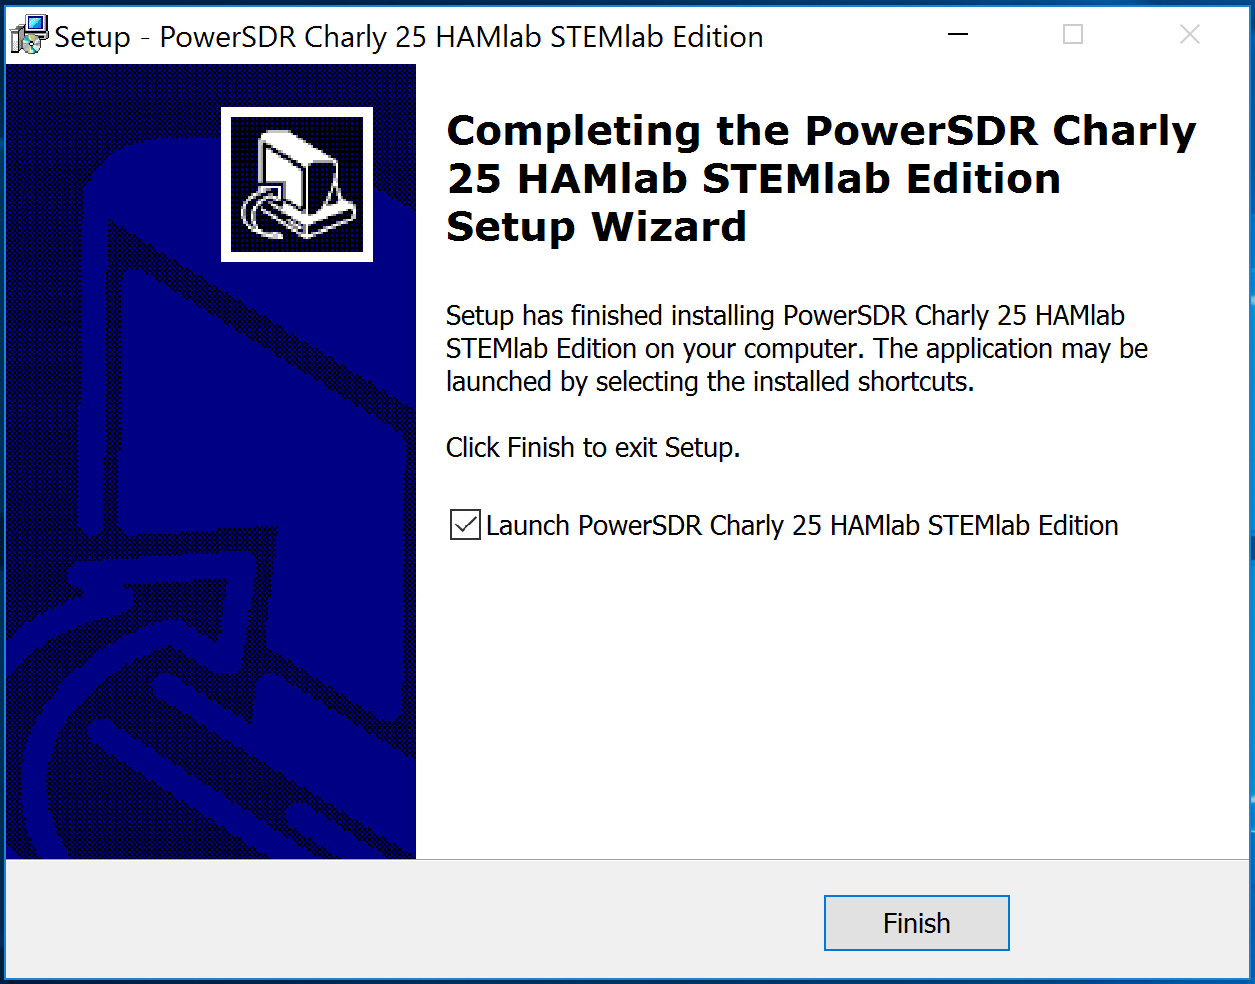 Setup - PowerSDR Charly 25 HAMlab STEMlab Edition
Completing the PowerSDR Charly
25 HAMlab STEMlab Edition
Setup Wizard
Setup has finished installing PowerSDR Charly 25 HAMlab
STEMlab Edition on your computer. The application may be
launched by selecting the installed shortcuts.
Click Finish to exit Setup.
Launch PowerSDR Charly 25 HAMlab STEMlab Edition
Finish